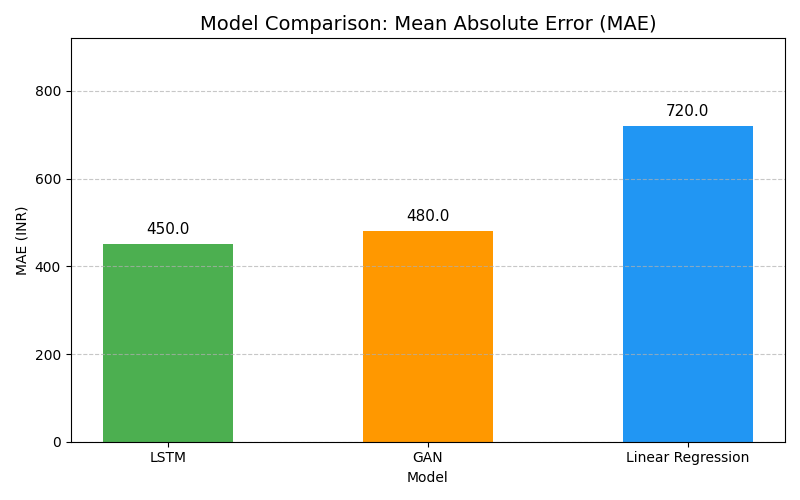 Model Comparison: Mean Absolute Error (MAE)
MAE (INR)
800
600
400
200
0
450.0
480.0
720.0
LSTM
GAN
Linear Regression
Model